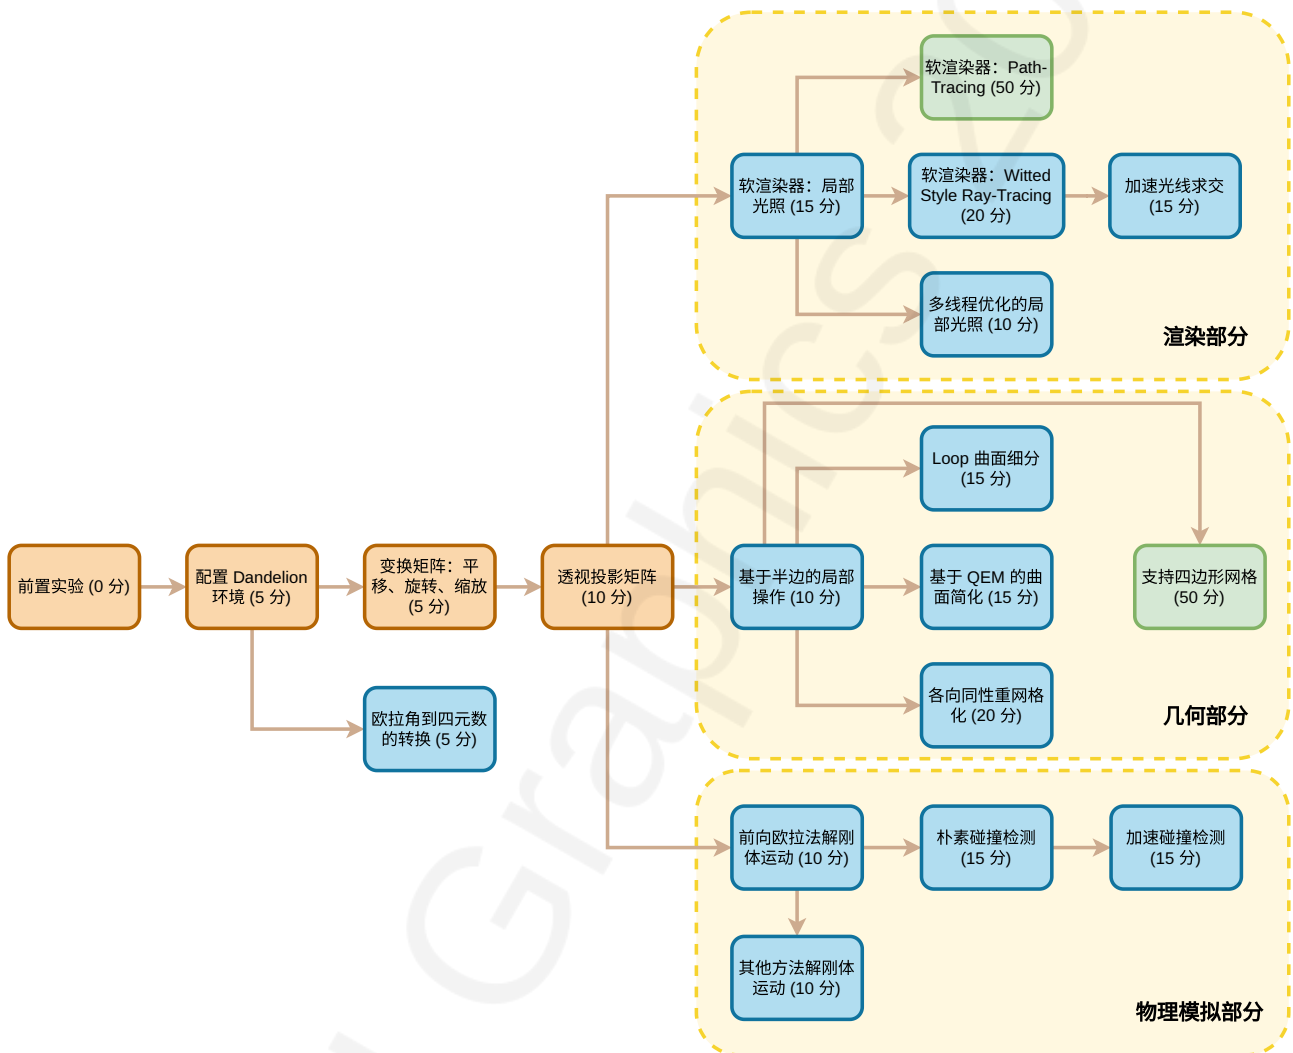 软渲染器：Path-
Tracing (50 分)
软渲染器：局部
光照 (15 分)
软渲染器：Witted
Style Ray-Tracing
(20 分)
加速光线求交
(15 分)
多线程优化的局
部光照 (10 分)
渲染部分
Loop 曲面细分
(15 分)
前置实验 (0 分)
配置 Dandelion
环境 (5 分)
变换矩阵：平
移、旋转、缩放
(5 分)
透视投影矩阵
(10 分)
基于半边的局部
操作 (10 分)
基于 QEM 的曲
面简化 (15 分)
支持四边形网格
(50 分)
欧拉角到四元数
的转换 (5 分)
各向同性重网格
化 (20 分)
几何部分
前向欧拉法解刚
体运动 (10 分)
朴素碰撞检测
(15 分)
加速碰撞检测
(15 分)
其他方法解刚体
运动 (10 分)
物理模拟部分
Graphics 20